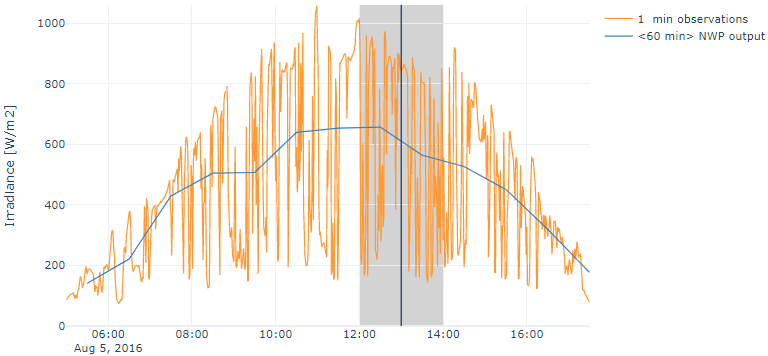 1 min observations
<60 min> NWP output
Irradiance [W/m2]
1000
800
600
400
200
0
06:00 08:00 10:00 12:00 14:00 16:00
Aug 5, 2016